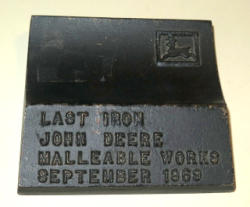 LAST IRON
JOHN DEERE
MALLEABLE WORKS
SEPTEMBER 1969